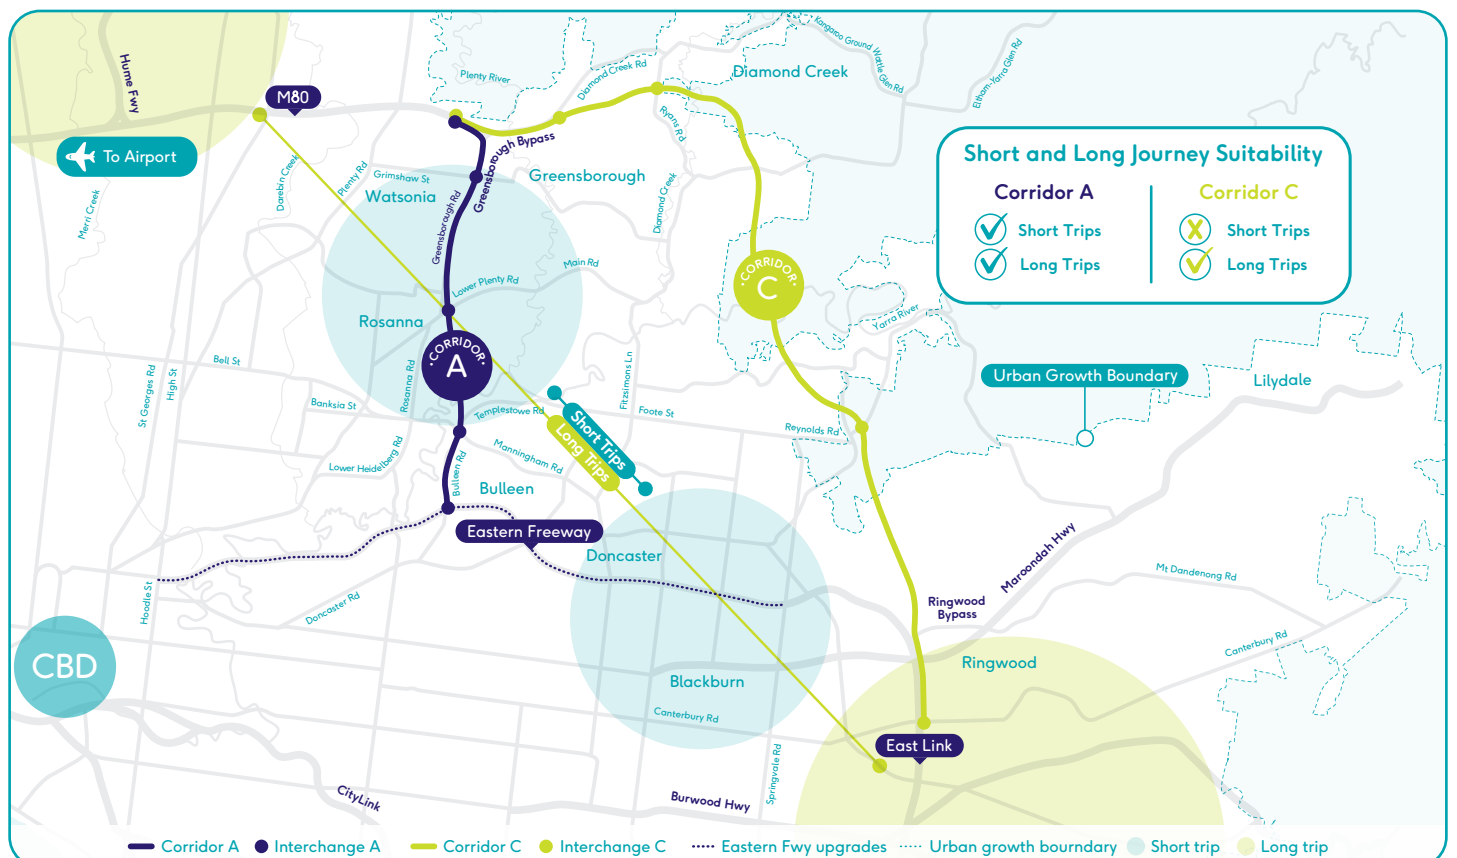 Hume Fwy
M80
To Airport
Merri Creek
Darebin Creek
Plenty Rd
Plenty River
Diamond Creek Rd
Kangaroo Ground Wattle Glen Rd
Eltham-Yarra Glen Rd
Diamond Creek
Ryans Rd
Greensborough Bypass
Grimshaw St
Watsonia
Greensborough
Greensborough Rd
Diamond Creek
Short and Long Journey Suitability
Corridor A
Corridor C
Short Trips
Short Trips
Long Trips
Long Trips
Main Rd
Lower Plenty Rd
CORRIDOR
C
Yarra River
Rosanna
CORRIDOR
A
Bell St
St Georges Rd
High St
Rosanna Rd
Fitzsimons Ln
Urban Growth Boundary
Lilydale
Banksia St
Templestowe Rd
Foote St
Reynolds Rd
Short Trips
Long Trips
Lower Heidelberg Rd
Bulleen Rd
Manningham Rd
Bulleen
Eastern Freeway
Doncaster
Maroondah Hwy
Mt Dandenong Rd
Hoodle St
Doncaster Rd
Ringwood
Bypass
Canterbury Rd
CBD
Ringwood
Blackburn
Canterbury Rd
East Link
Springvale Rd
CityLink
Burwood Hwy
Corridor A
Interchange A
Corridor C
Interchange C
Eastern Fwy upgrades
Urban growth bourndary
Short trip
Long trip